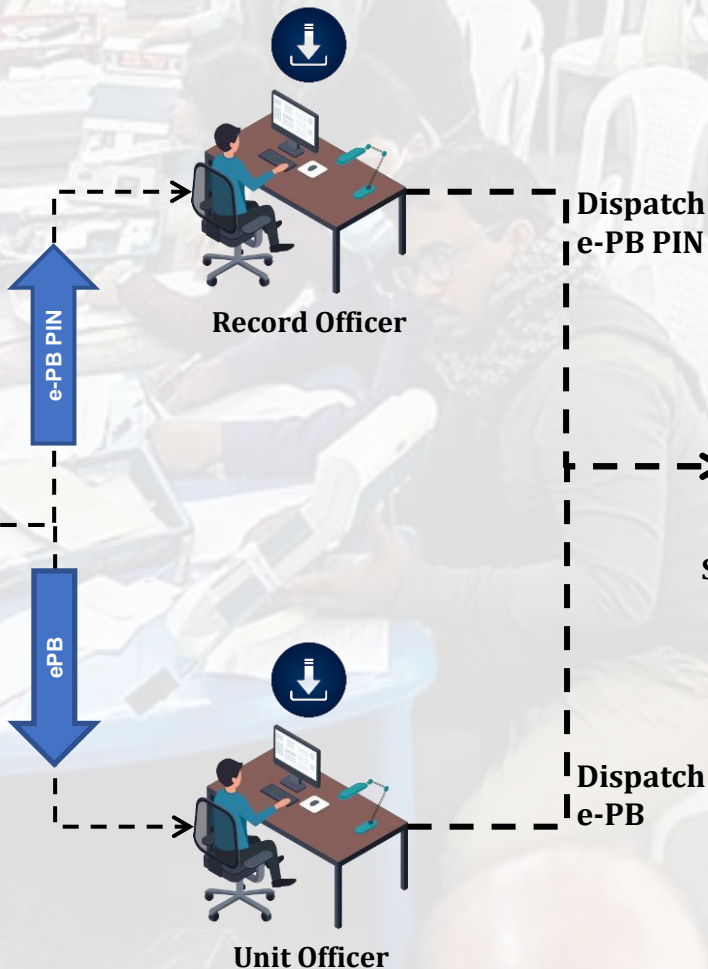 Dispatch
e-PB PIN
Record Officer
e-PB PIN
S
ePB
Dispatch
e-PB
Unit Officer